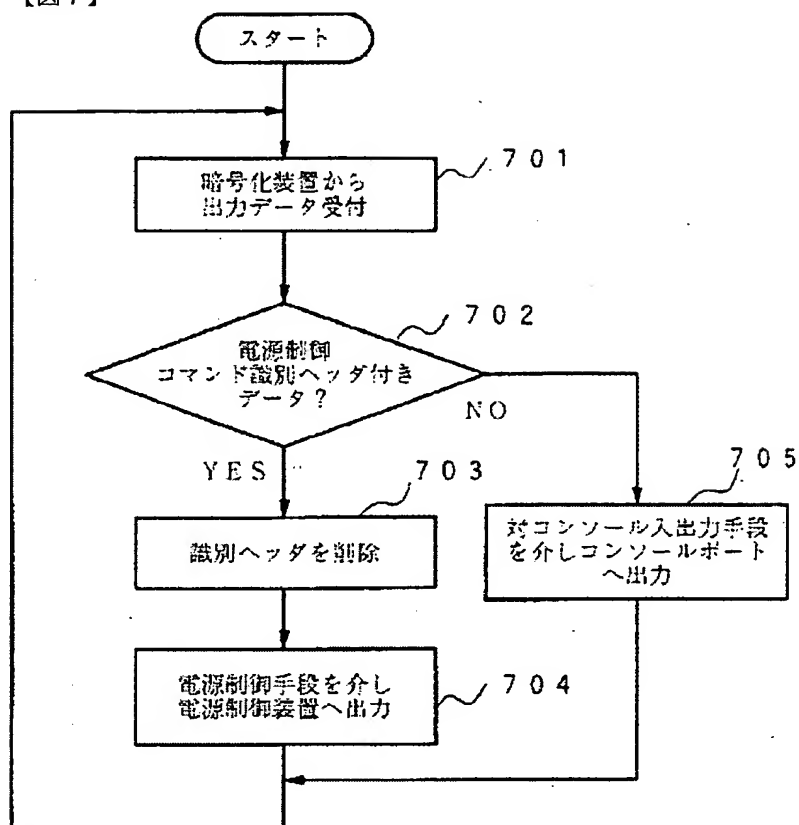 【図7】
スタート
701
暗号化装置から
出力データ受付
702
電源制御
コマンド識別ヘッダ付き
データ?
NO
YES
703
705
識別ヘッダを削除
対コンソール入出力手段
を介しコンソールポート
へ出力
電源制御手段を介し
電源制御装置へ出力
704